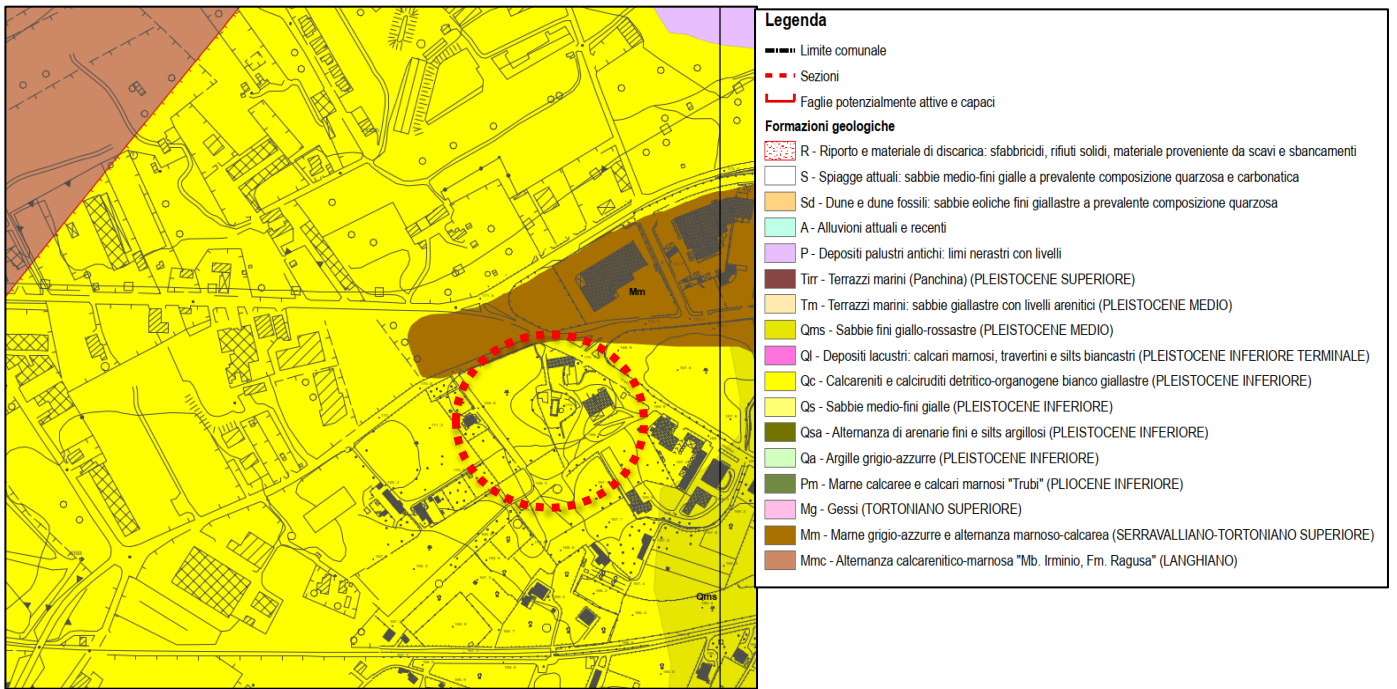 Mm
Qms
Legenda
Limite comunale
Sezioni
Faglie potenzialmente attive e capaci
Formazioni geologiche
R - Riporto e materiale di discarica: sfabbricidi, rifiuti solidi, materiale proveniente da scavi e sbancamenti
S - Spiagge attuali: sabbie medio-fini gialle a prevalente composizione quarzosa e carbonatica
Sd - Dune e dune fossili: sabbie eoliche fini giallastre a prevalente composizione quarzosa
A - Alluvioni attuali e recenti
P - Depositi palustri antichi: limi nerastri con livelli
Tirr - Terrazzi marini (Panchina) (PLEISTOCENE SUPERIORE)
Tm - Terrazzi marini: sabbie giallastre con livelli arenitici (PLEISTOCENE MEDIO)
Qms - Sabbie fini giallo-rossastre (PLEISTOCENE MEDIO)
Ql - Depositi lacustri: calcari marnosi, travertini e silts biancastri (PLEISTOCENE INFERIORE TERMINALE)
Qc - Calcareniti e calciruditi detritico-organogene bianco giallastre (PLEISTOCENE INFERIORE)
Qs - Sabbie medio-fini gialle (PLEISTOCENE INFERIORE)
Qsa - Alternanza di arenarie fini e silts argillosi (PLEISTOCENE INFERIORE)
Qa - Argille grigio-azzurre (PLEISTOCENE INFERIORE)
Pm - Marne calcaree e calcari marnosi "Trubi" (PLIOCENE INFERIORE)
Mg - Gessi (TORTONIANO SUPERIORE)
Mm - Marne grigio-azzurre e alternanza marnoso-calcarea (SERRAVALLIANO-TORTONIANO SUPERIORE)
Mmc - Alternanza calcarenitico-marnosa "Mb. Irminio, Fm. Ragusa" (LANGHIANO)